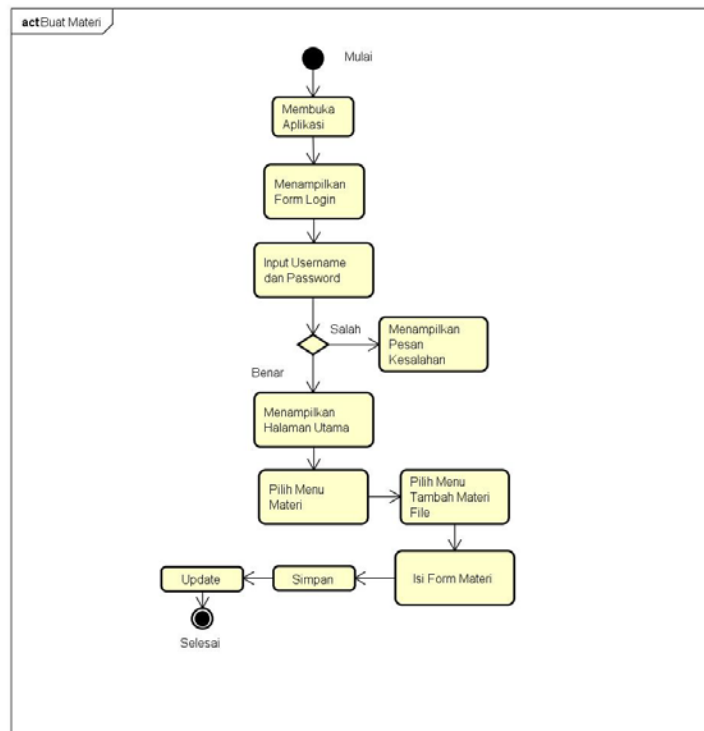 act Buat Materi
Mulai
Membuka
Aplikasi
Menampilkan
Form Login
Input Username
dan Password
Salah
Menampilkan
Pesan
Kesalahan
Benar
Menampilkan
Halaman Utama
Pilih Menu
Materi
Pilih Menu
Tambah Materi
File
Isi Form Materi
Simpan
Update
Selesai